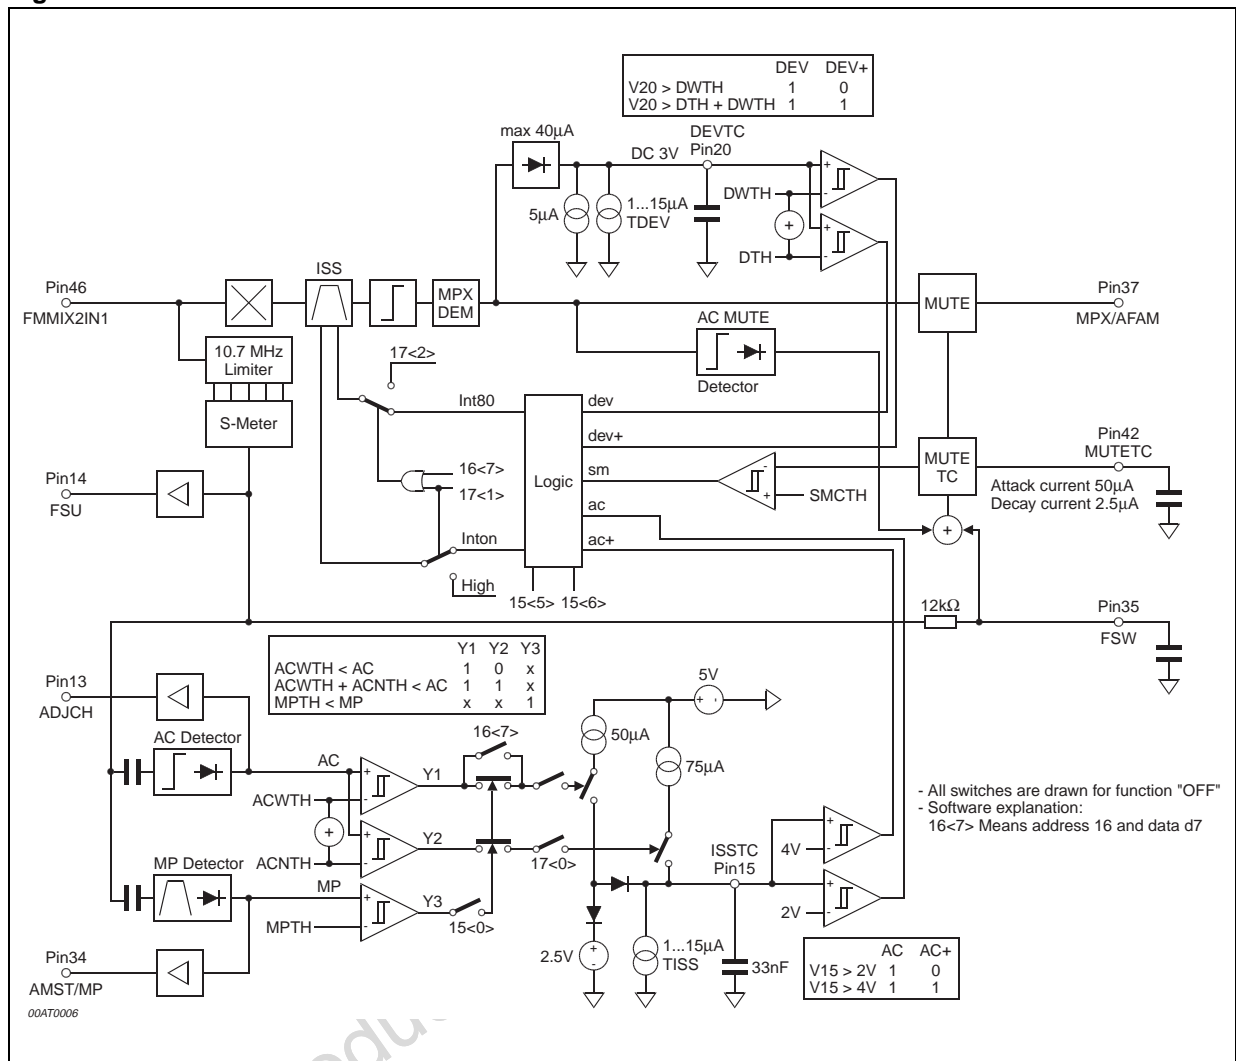 DEV DEV+
V20 > DWTH 1 0
V20 > DTH + DWTH 1 1
max 40µA
DC 3V
DEVTC
Pin20
5µA
1...15µA
TDEV
DWTH
+
DTH
+
-
+
-
ISS
Pin46
FMMIX2IN1
MPX
DEM
MUTE
Pin37
MPX/AFAM
10.7 MHz
Limiter
S-Meter
AC MUTE
Detector
17<2>
Int80
dev
dev+
sm
ac
ac+
Logic
16<7>
17<1>
Inton
High
15<5> 15<6>
-
+
SMCTH
MUTE
TC
Pin42
MUTETC
Attack current 50µA
Decay current 2.5µA
+
Pin14
FSU
12kΩ
Pin35
FSW
Y1 Y2 Y3
ACWTH < AC 1 0 x
ACWTH + ACNTH < AC 1 1 x
MPTH < MP x x 1
Pin13
ADJCH
AC Detector
AC
ACWTH
+
ACNTH
+
-
+
-
Y1
Y2
16<7>
17<0>
50µA
5V
+ -
75µA
- All switches are drawn for function "OFF"
- Software explanation:
16<7> Means address 16 and data d7
MP Detector
MP
MPTH
+
-
Y3
15<0>
Pin34
AMST/MP
2.5V
+
-
1...15µA
TISS
ISSTC
Pin15
33nF
4V
2V
+
-
+
-
AC AC+
V15 > 2V 1 0
V15 > 4V 1 1
00AT0006